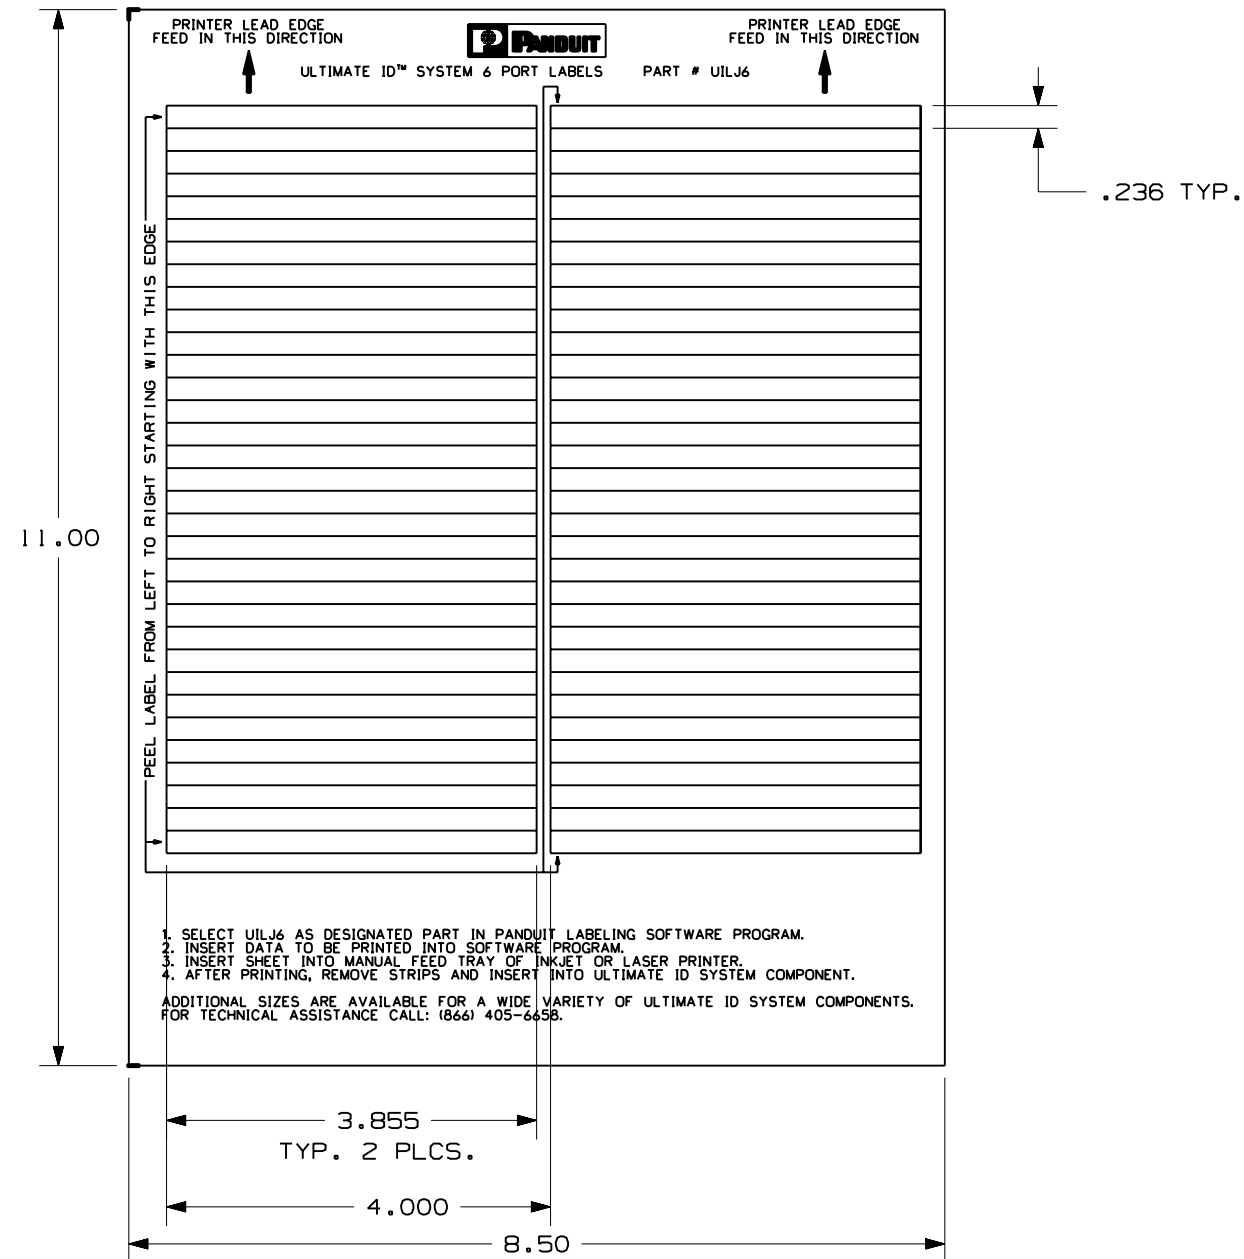 PRINTER LEAD EDGE
FEED IN THIS DIRECTION
P PANDUIT
PRINTER LEAD EDGE
FEED IN THIS DIRECTION
ULTIMATE ID™ SYSTEM 6 PORT LABELS PART # UILJ6
.236 TYP.
PEEL LABEL FROM LEFT TO RIGHT STARTING WITH THIS EDGE
11.00
1. SELECT UILJ6 AS DESIGNATED PART IN PANDUIT LABELING SOFTWARE PROGRAM.
2. INSERT DATA TO BE PRINTED INTO SOFTWARE PROGRAM.
3. INSERT SHEET INTO MANUAL FEED TRAY OF INKJET OR LASER PRINTER.
4. AFTER PRINTING, REMOVE STRIPS AND INSERT INTO ULTIMATE ID SYSTEM COMPONENT.
ADDITIONAL SIZES ARE AVAILABLE FOR A WIDE VARIETY OF ULTIMATE ID SYSTEM COMPONENTS.
FOR TECHNICAL ASSISTANCE CALL: (866) 405-6658.
3.855
TYP. 2 PLCS.
4.000
8.50